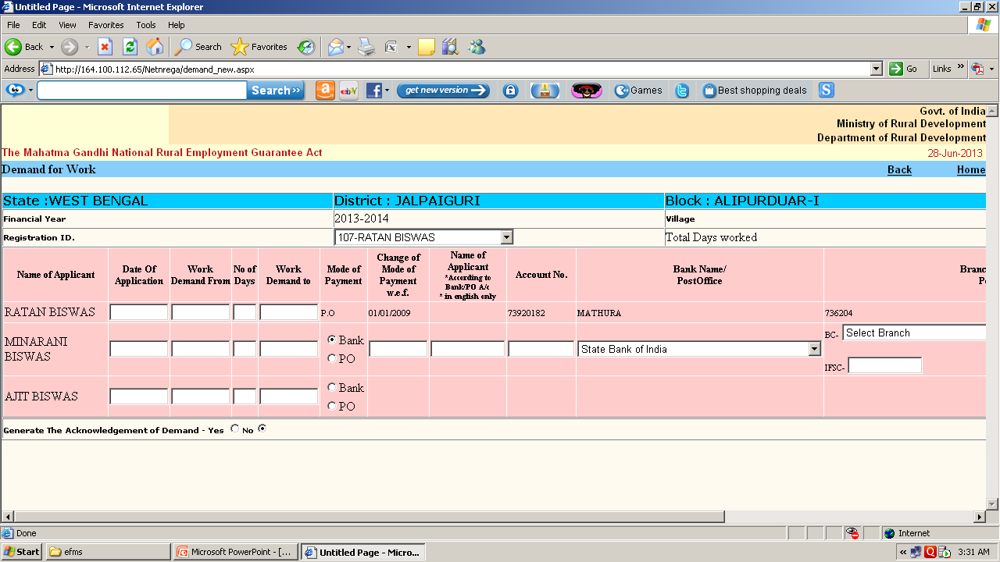 Untitled Page - Microsoft Internet Explorer
File Edit View Favorites Tools Help
Back Search Favorites
Address http://164.100.112.65/Netnrega/demand_new.aspx Go Links »
Search >> a ebY f get new version Games Best shopping deals S
Govt. of India
Ministry of Rural Development
Department of Rural Development
The Mahatma Gandhi National Rural Employment Guarantee Act 28-Jun-2013
Demand for Work Back Home
State :WEST BENGAL District : JALPAIGURI Block : ALIPURDUAR-I
Financial Year 2013-2014 Village
Registration ID. 107-RATAN BISWAS Total Days worked
Name of Applicant
Date Of
Application
Work
Demand From
No of
Days
Work
Demand to
Mode of
Payment
Change of
Mode of
Payment
w.e.f.
Name of
Applicant
*According to
Bank/PO A/c
* in english only
Account No.
Bank Name/
PostOffice
Branc
Po
RATAN BISWAS P.O 01/01/2009 73920182 MATHURA 736204
MINARANI
BISWAS
Bank
PO
State Bank of India
BC- Select Branch
IFSC-
AJIT BISWAS
Bank
PO
Generate The Acknowledgement of Demand - Yes No
Done Internet
Start efms Microsoft PowerPoint - [... Untitled Page - Micro... « Q 3:31 AM